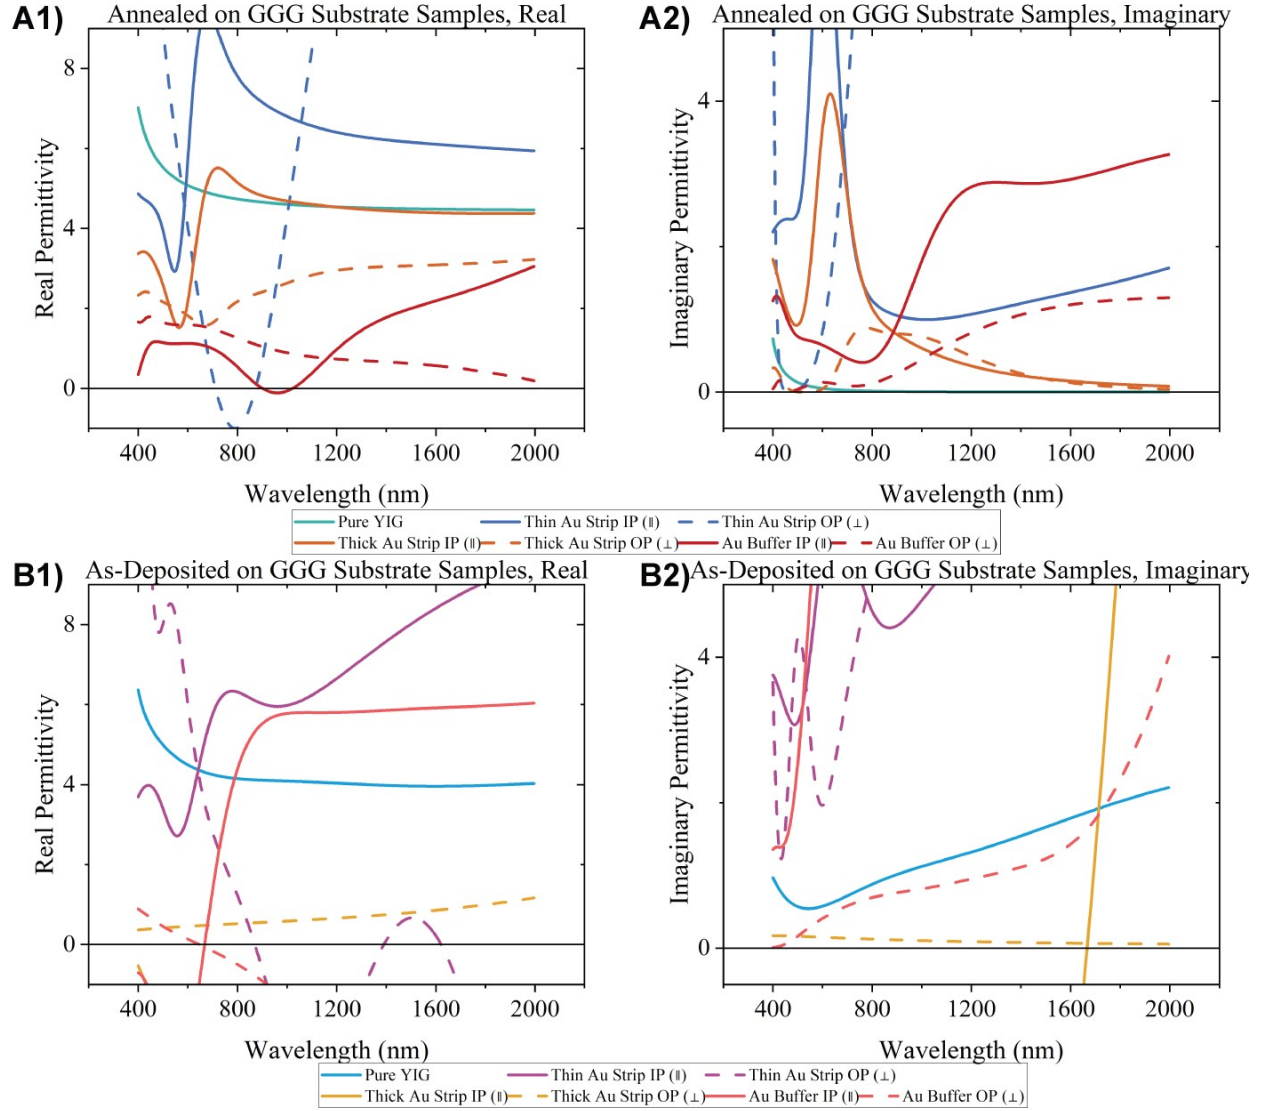 A1) Annealed on GGG Substrate Samples, Real
Real Permittivity
8
4
0
400 800 1200 1600 2000
Wavelength (nm)
A2) Annealed on GGG Substrate Samples, Imaginary
Imaginary Permittivity
4
0
400 800 1200 1600 2000
Wavelength (nm)
Pure YIG Thin Au Strip IP (∥) Thin Au Strip OP (⊥)
Thick Au Strip IP (∥) Thick Au Strip OP (⊥) Au Buffer IP (∥) Au Buffer OP (⊥)
B1) As-Deposited on GGG Substrate Samples, Real
Real Permittivity
8
4
0
400 800 1200 1600 2000
Wavelength (nm)
B2) As-Deposited on GGG Substrate Samples, Imaginary
Imaginary Permittivity
4
0
400 800 1200 1600 2000
Wavelength (nm)
Pure YIG Thin Au Strip IP (∥) Thin Au Strip OP (⊥)
Thick Au Strip IP (∥) Thick Au Strip OP (⊥) Au Buffer IP (∥) Au Buffer OP (⊥)